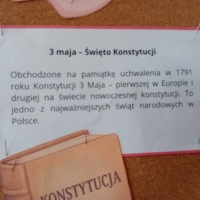 3 maja – Święto Konstytucji
Obchodzone na pamiątkę uchwalenia w 1791
roku Konstytucji 3 Maja – pierwszej w Europie i
drugiej na świecie nowoczesnej konstytucji. To
jedno z najważniejszych świąt narodowych w
Polsce.
KONSTYTUCJA